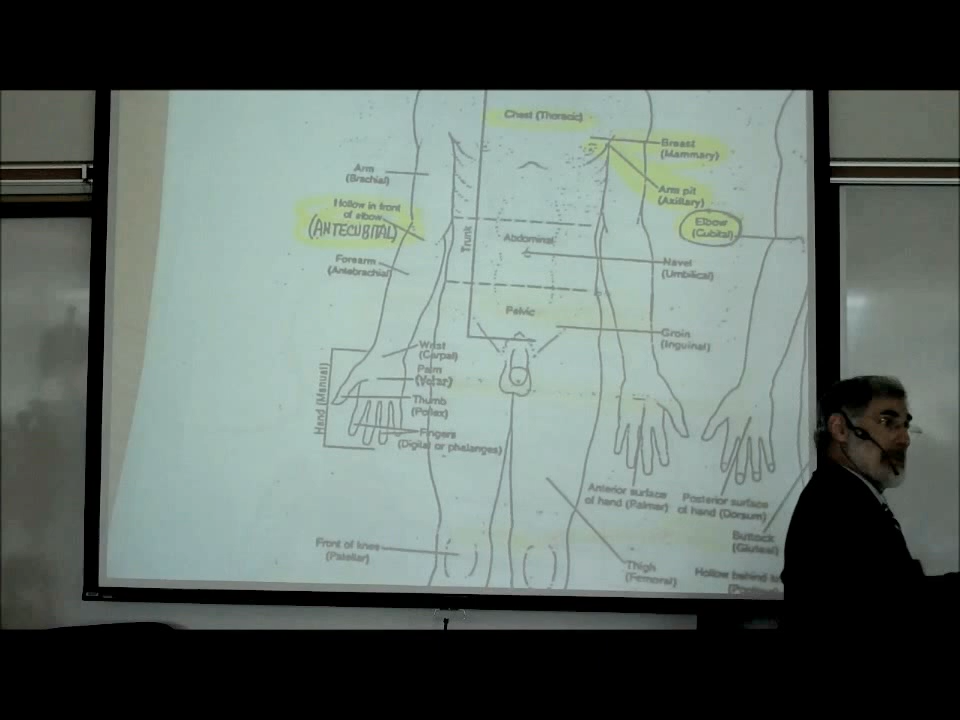 Chest (Thoracic)
Breast
(Mammary)
Arm
(Brachial)
Arm pit
(Axillary)
Hollow in front
of elbow
(ANTECUBITAL)
Elbow
(Cubital)
Trunk
Abdominal
Forearm
(Antebrachial)
Navel
(Umbilical)
Pelvic
Groin
(Inguinal)
Wrist
(Carpal)
Palm
(Volar)
Hand (Manual)
Thumb
(Pollex)
Fingers
(Digital or phalanges)
Anterior surface
of hand (Palmar)
Posterior surface
of hand (Dorsum)
Buttock
(Gluteal)
Front of knee
(Patellar)
Thigh
(Femoral)
Hollow behind